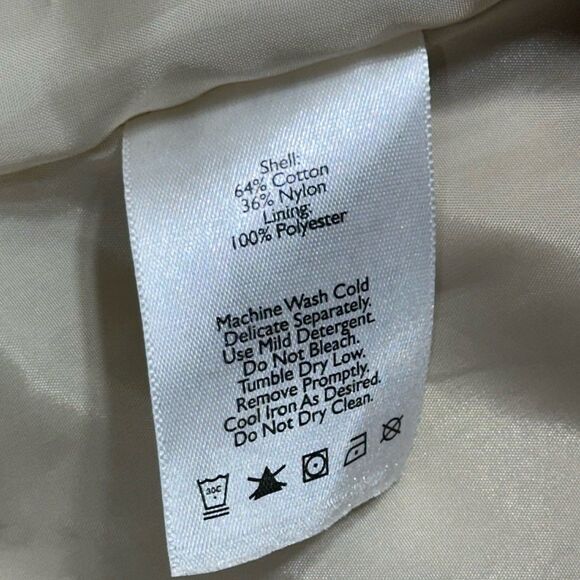 Shell:
64% Cotton
36% Nylon
Lining:
100% Polyester
Machine Wash Cold
Delicate Separately.
Use Mild Detergent.
Do Not Bleach.
Tumble Dry Low.
Remove Promptly.
Cool Iron As Desired.
Do Not Dry Clean.
30C